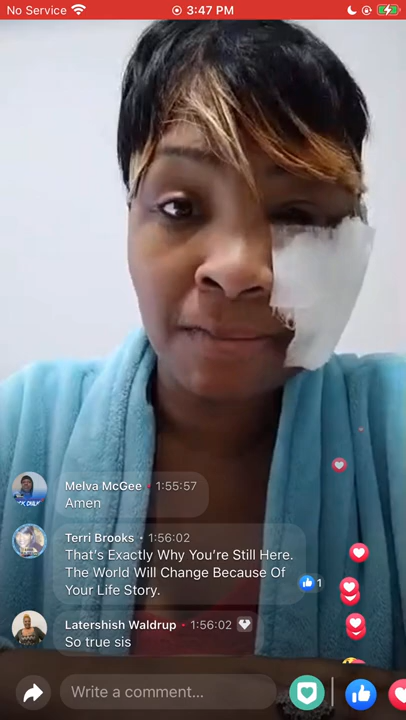 No Service 3:47 PM
Melva McGee • 1:55:57
Amen
Terri Brooks • 1:56:02
That's Exactly Why You're Still Here.
The World Will Change Because Of
Your Life Story.
1
Latershish Waldrup • 1:56:02
So true sis
Write a comment...